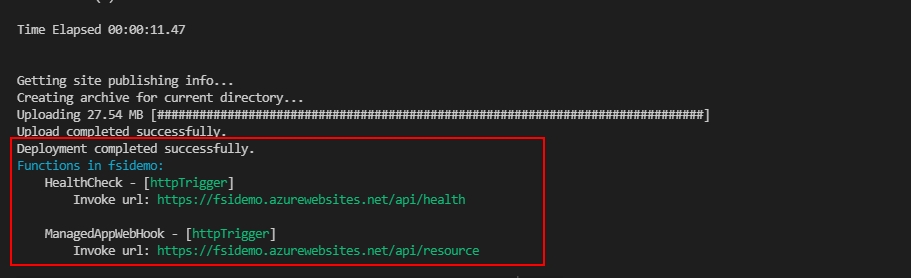 Time Elapsed 00:00:11.47
Getting site publishing info...
Creating archive for current directory...
Uploading 27.54 MB [###############################################################################]
Upload completed successfully.
Deployment completed successfully.
Functions in fsidemo:
HealthCheck - [httpTrigger]
Invoke url: https://fsidemo.azurewebsites.net/api/health
ManagedAppWebHook - [httpTrigger]
Invoke url: https://fsidemo.azurewebsites.net/api/resource